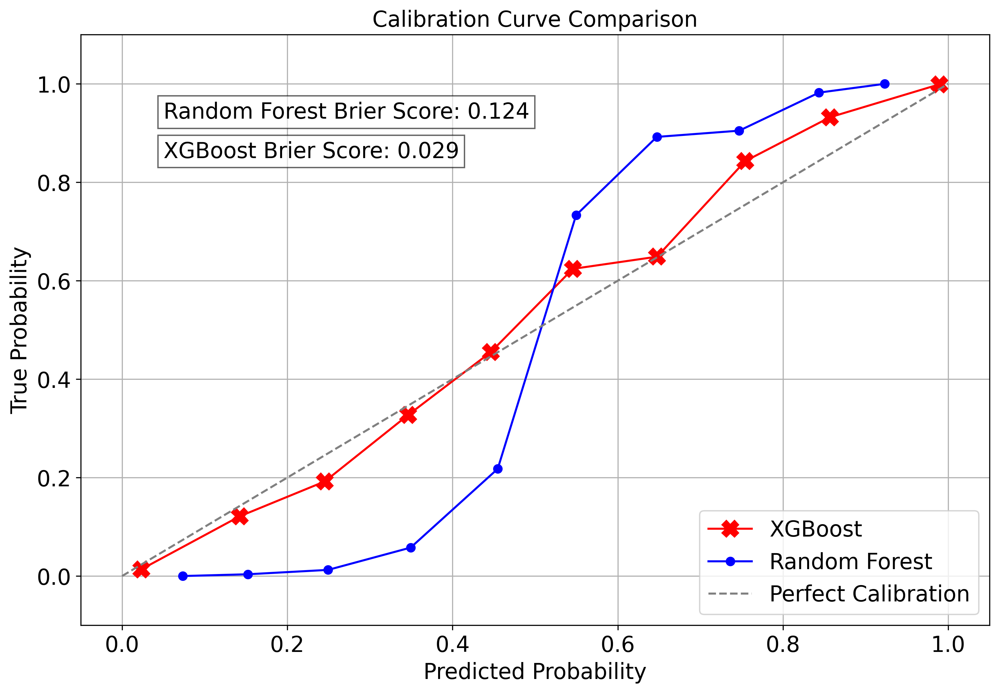 Calibration Curve Comparison
1.0
0.8
0.6
0.4
0.2
0.0
True Probability
Random Forest Brier Score: 0.124
XGBoost Brier Score: 0.029
XGBoost
Random Forest
Perfect Calibration
0.0 0.2 0.4 0.6 0.8 1.0
Predicted Probability